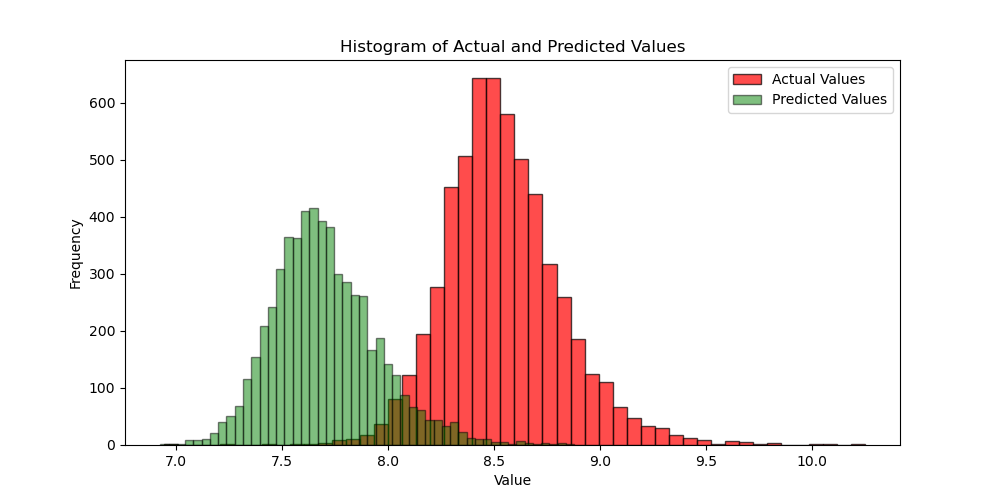 Histogram of Actual and Predicted Values
Actual Values
Predicted Values
Frequency
600
500
400
300
200
100
0
7.0 7.5 8.0 8.5 9.0 9.5 10.0
Value